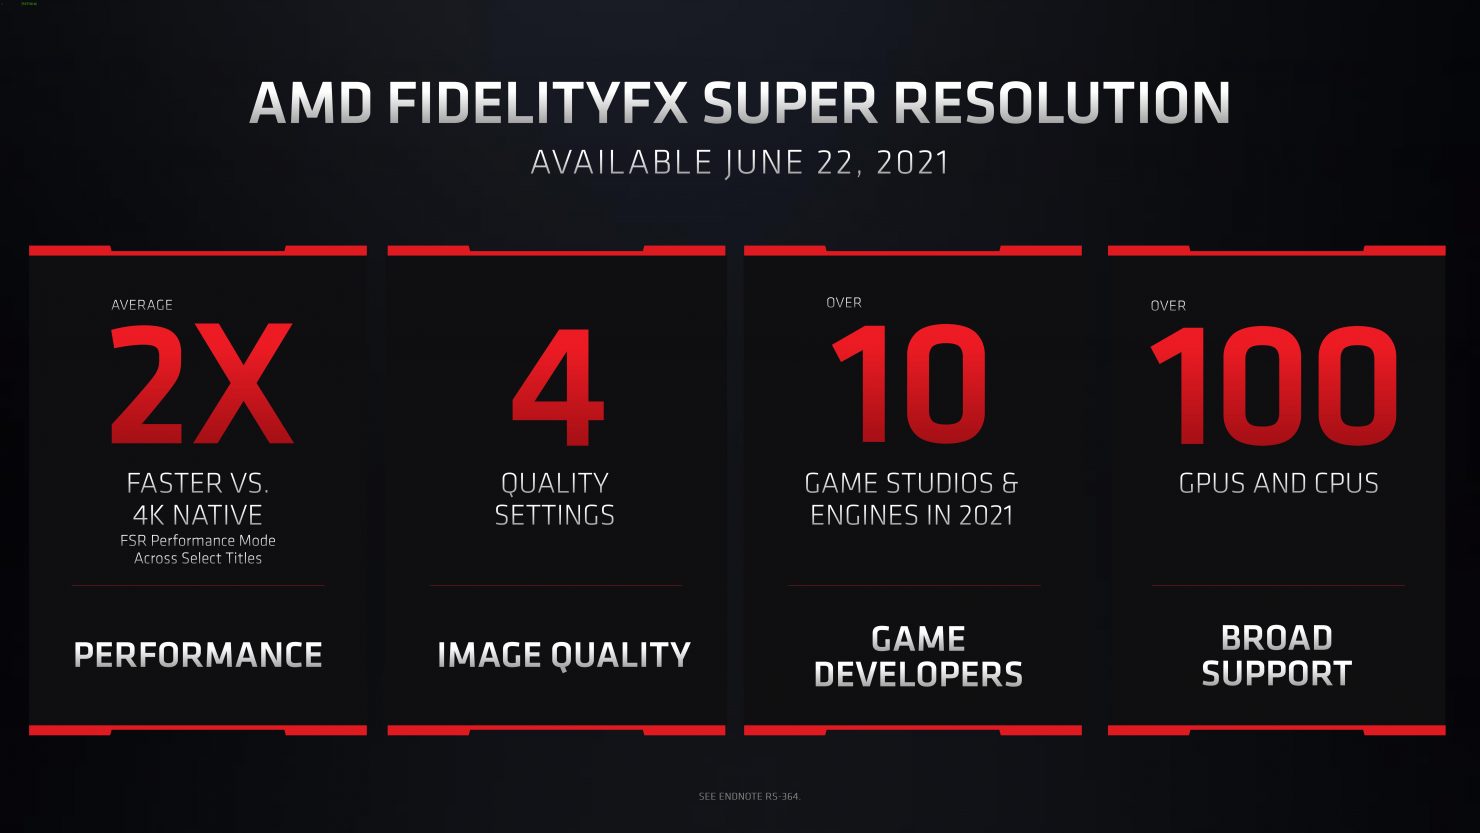 AMD FIDELITYFX SUPER RESOLUTION
AVAILABLE JUNE 22, 2021
AVERAGE
2X
FASTER VS.
4K NATIVE
FSR Performance Mode
Across Select Titles
PERFORMANCE
4
QUALITY
SETTINGS
IMAGE QUALITY
OVER
10
GAME STUDIOS &
ENGINES IN 2021
GAME
DEVELOPERS
OVER
100
GPUS AND CPUS
BROAD
SUPPORT
SEE ENDNOTE RS-364.